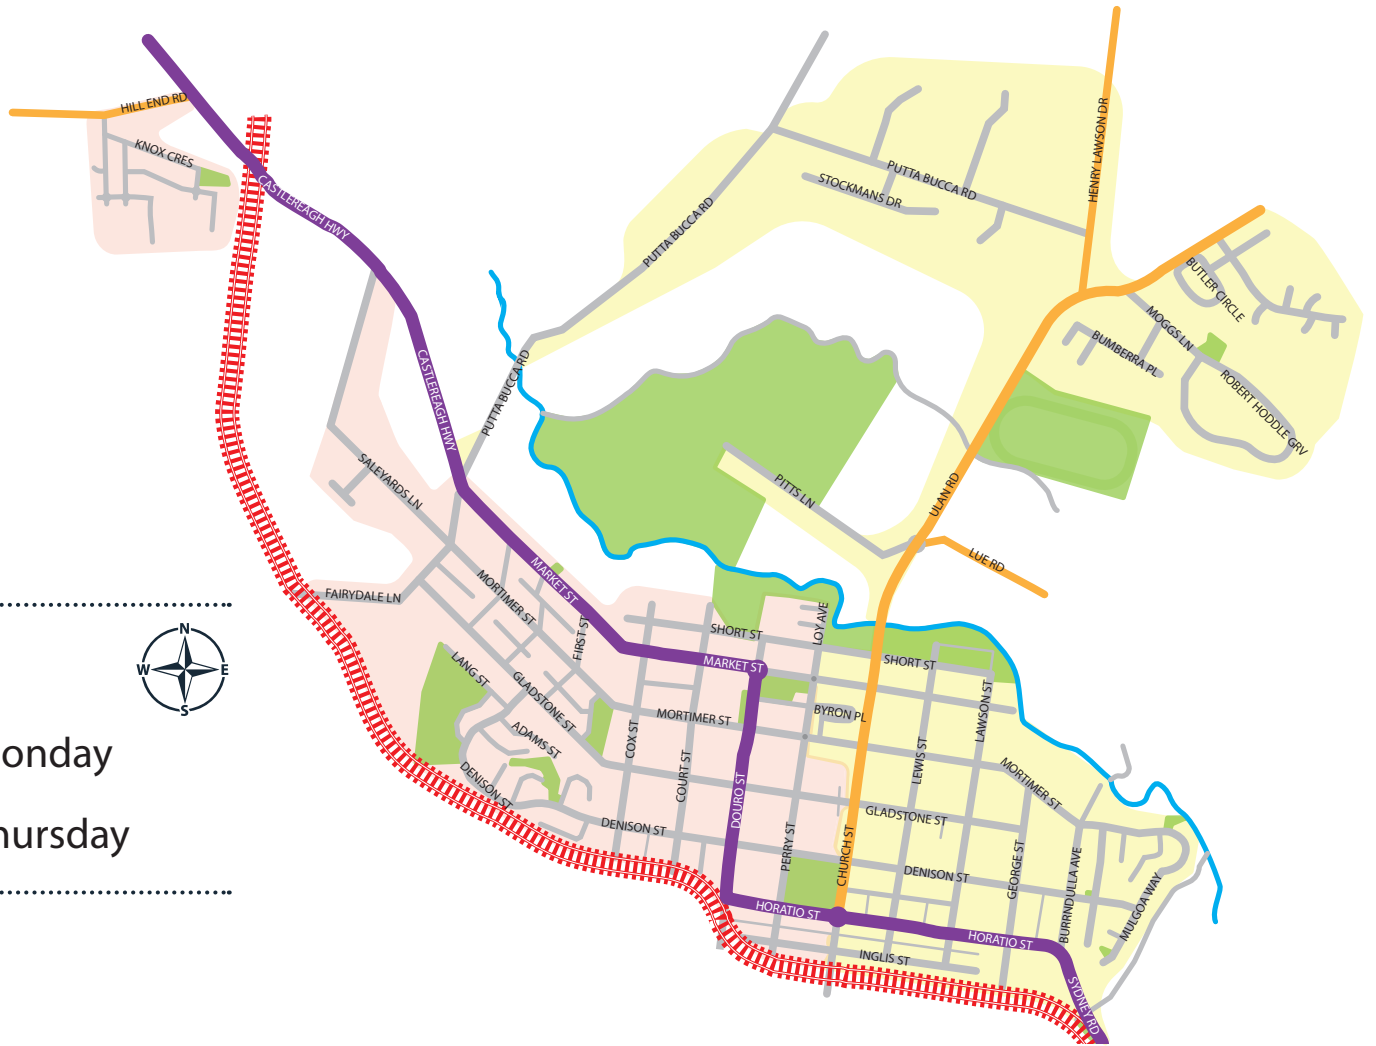 HILL END RD
KNOX CRES
CASTLEREAGH HWY
PUTTA BUCCA RD
STOCKMANS DR
PUTTA BUCCA RD
HENRY LAWSON DR
BUTLER CIRCLE
MOGGS LN
BUMBERRA PL
ROBERT HODDLE GRV
CASTLEREAGH HWY
PUTTA BUCCA RD
SALEYARDS LN
PITTS LN
ULAN RD
LUE RD
FAIRYDALE LN
MORTIMER ST
MARKET ST
FIRST ST
SHORT ST
LOY AVE
MARKET ST
SHORT ST
N
W
E
S
LANG ST
GLADSTONE ST
ADAMS ST
DENISON ST
COX ST
MORTIMER ST
COURT ST
BYRON PL
LAWSON ST
LEWIS ST
MORTIMER ST
DOURO ST
GLADSTONE ST
DENISON ST
PERRY ST
CHURCH ST
DENISON ST
GEORGE ST
BURRNDULLA AVE
MULGOA WAY
HORATIO ST
HORATIO ST
INGLIS ST
SYDNEY RD
onday
hursday